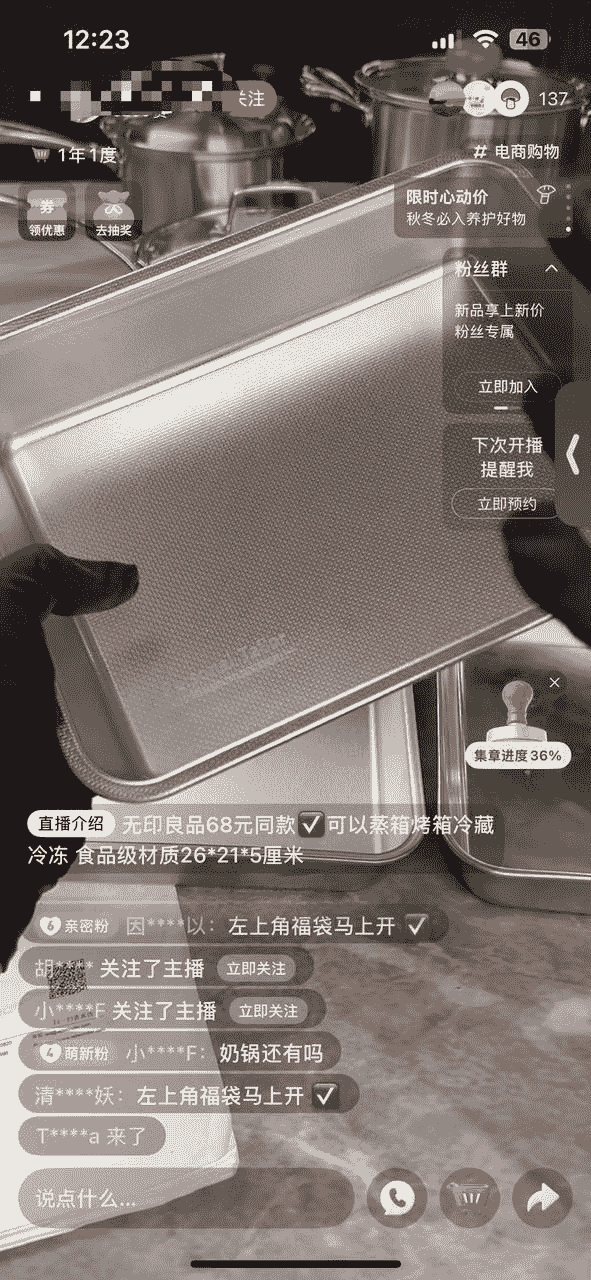 12:23
46
关注
137
1年1度
# 电商购物
券
领优惠
去抽奖
限时心动价
秋冬必入养护好物
粉丝群
新品享上新价
粉丝专属
立即加入
下次开播
提醒我
立即预约
集章进度36%
直播介绍 无印良品68元同款✔可以蒸箱烤箱冷藏
冷冻 食品级材质26*21*5厘米
6 亲密粉 因****以：左上角福袋马上开 ✔
胡**** 关注了主播 立即关注
小****F 关注了主播 立即关注
4 萌新粉 小****F：奶锅还有吗
清****妖：左上角福袋马上开 ✔
T****a 来了
说点什么...